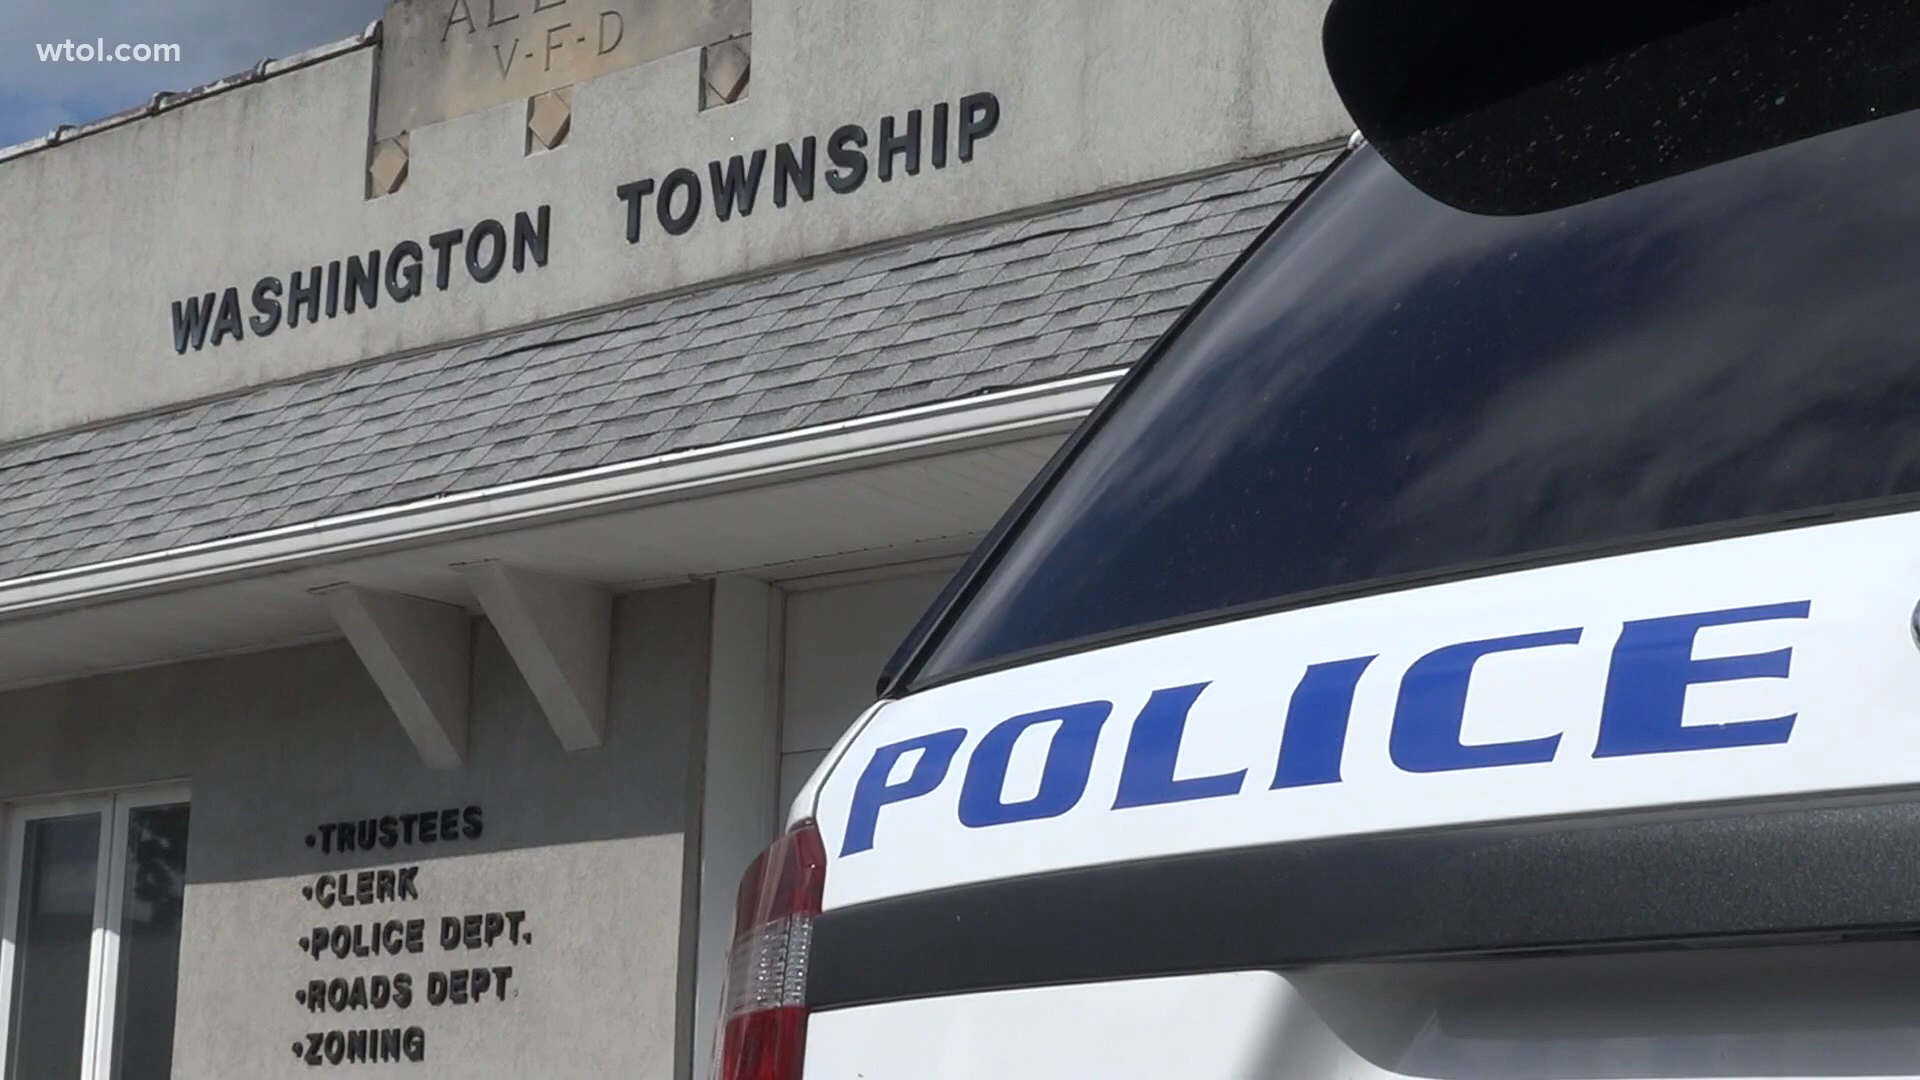 wtol.com
V-F-D
WASHINGTON TOWNSHIP
POLICE
•TRUSTEES
•CLERK
•POLICE DEPT.
•ROADS DEPT.
•ZONING